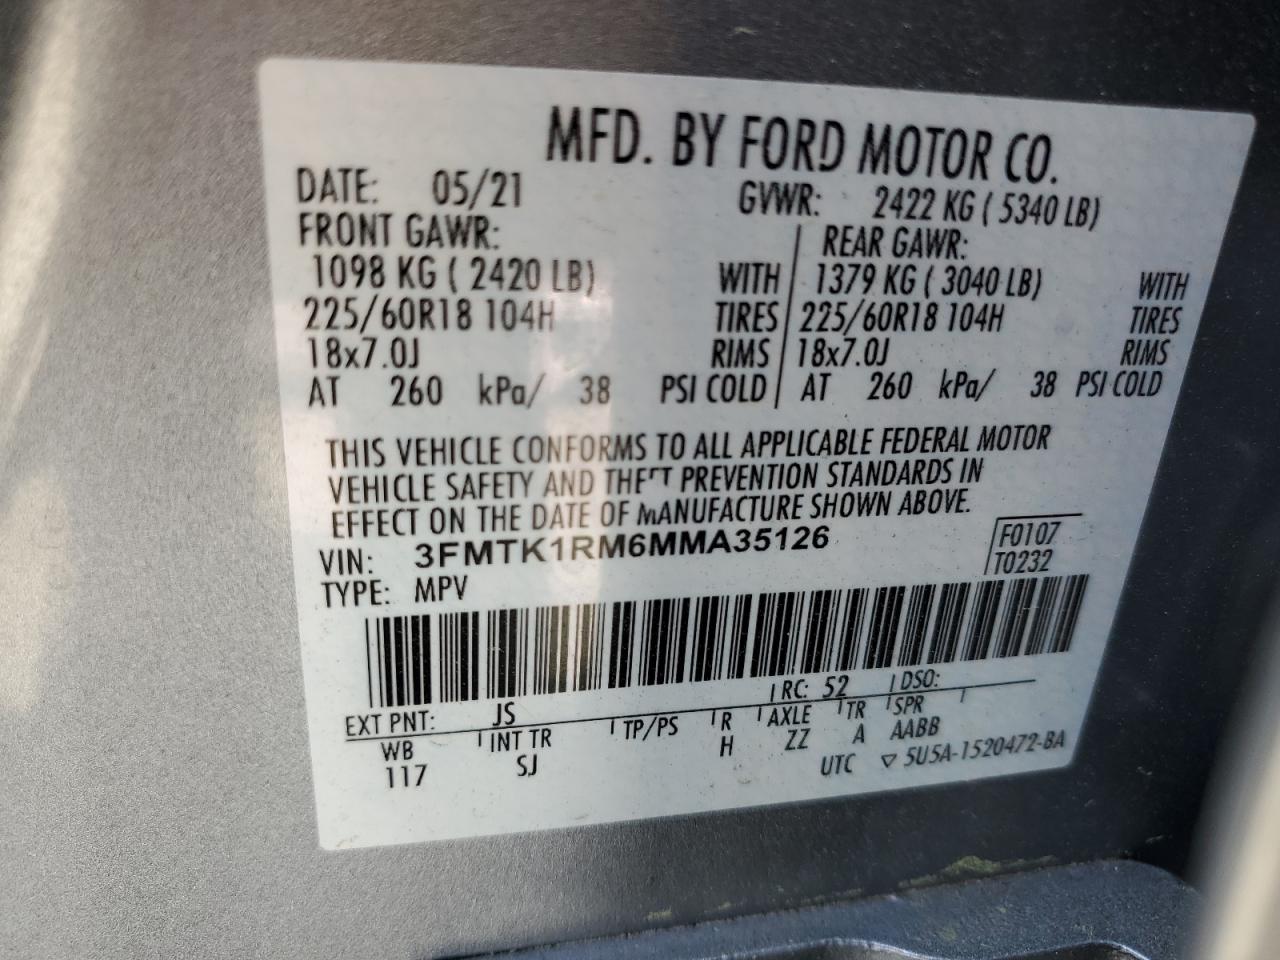 MFD. BY FORD MOTOR CO.
DATE: 05/21 GVWR: 2422 KG ( 5340 LB)
FRONT GAWR: REAR GAWR:
1098 KG ( 2420 LB) WITH 1379 KG ( 3040 LB) WITH
225/60R18 104H TIRES 225/60R18 104H TIRES
18x7.0J RIMS 18x7.0J RIMS
AT 260 kPa/ 38 PSI COLD AT 260 kPa/ 38 PSI COLD
THIS VEHICLE CONFORMS TO ALL APPLICABLE FEDERAL MOTOR
VEHICLE SAFETY AND THEFT PREVENTION STANDARDS IN
EFFECT ON THE DATE OF MANUFACTURE SHOWN ABOVE.
VIN: 3FMTK1RM6MMA35126 F0107
TYPE: MPV T0232
EXT PNT: JS RC: 52 DSO:
WB INT TR TP/PS R AXLE TR SPR
117 SJ H ZZ A AABB
UTC ▽ 5U5A-1520472-BA